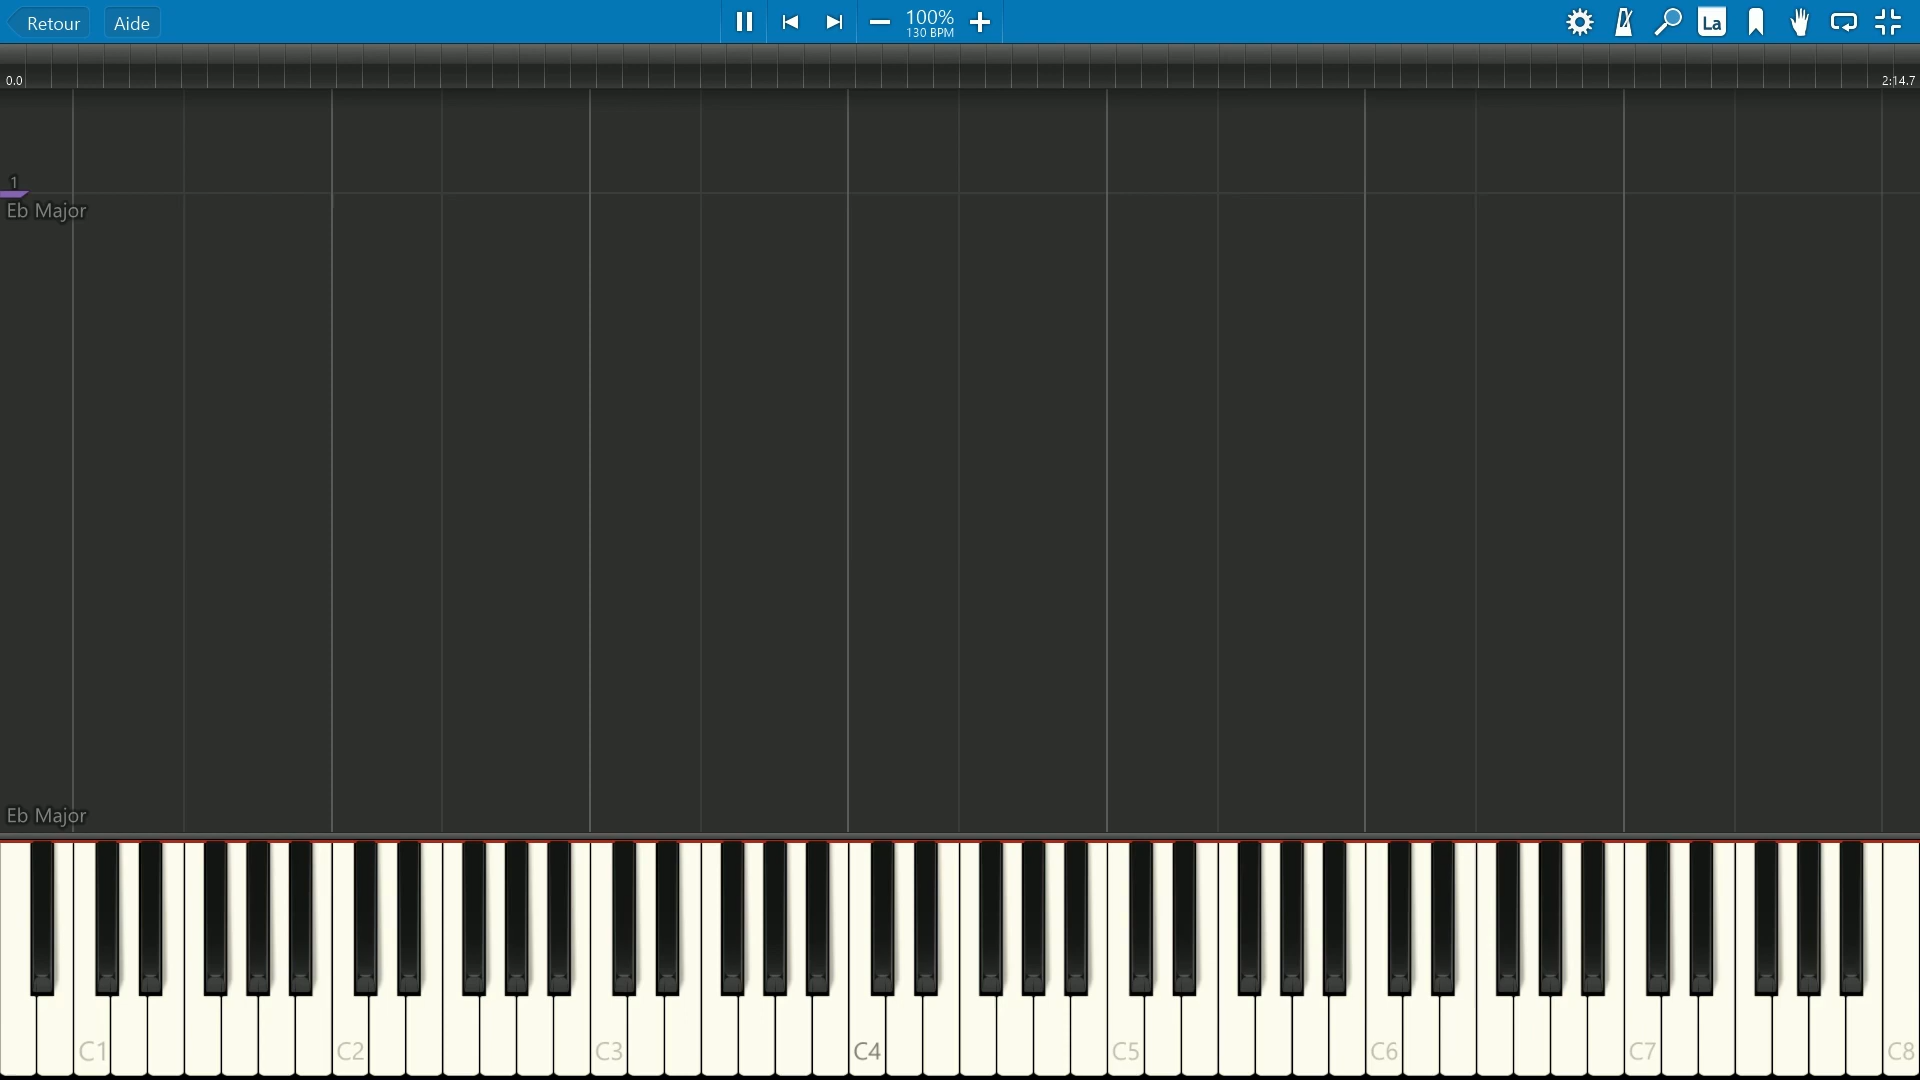 Retour
Aide
100%
130 BPM
La
0.0
2:14.7
1
Eb Major
Eb Major
C1
C2
C3
C4
C5
C6
C7
C8